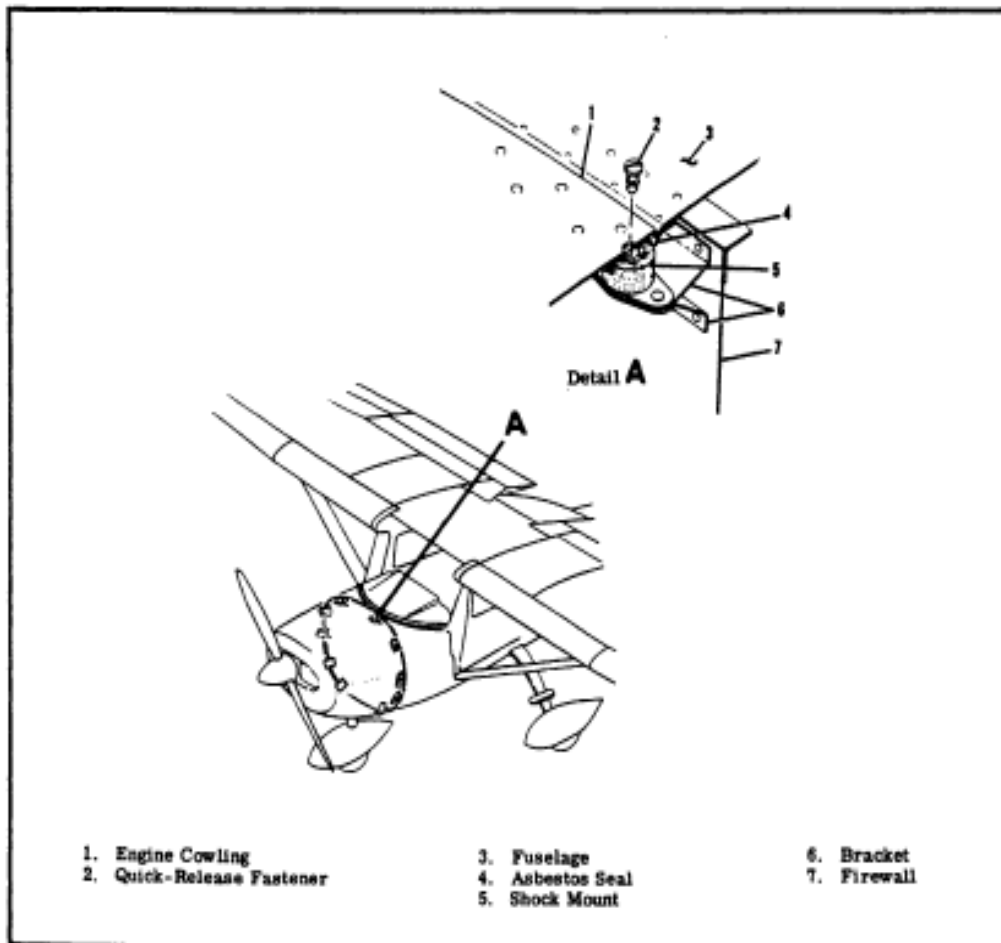 1
2
3
4
5
6
7
Detail A
A
1. Engine Cowling
2. Quick-Release Fastener
3. Fuselage
4. Asbestos Seal
5. Shock Mount
6. Bracket
7. Firewall